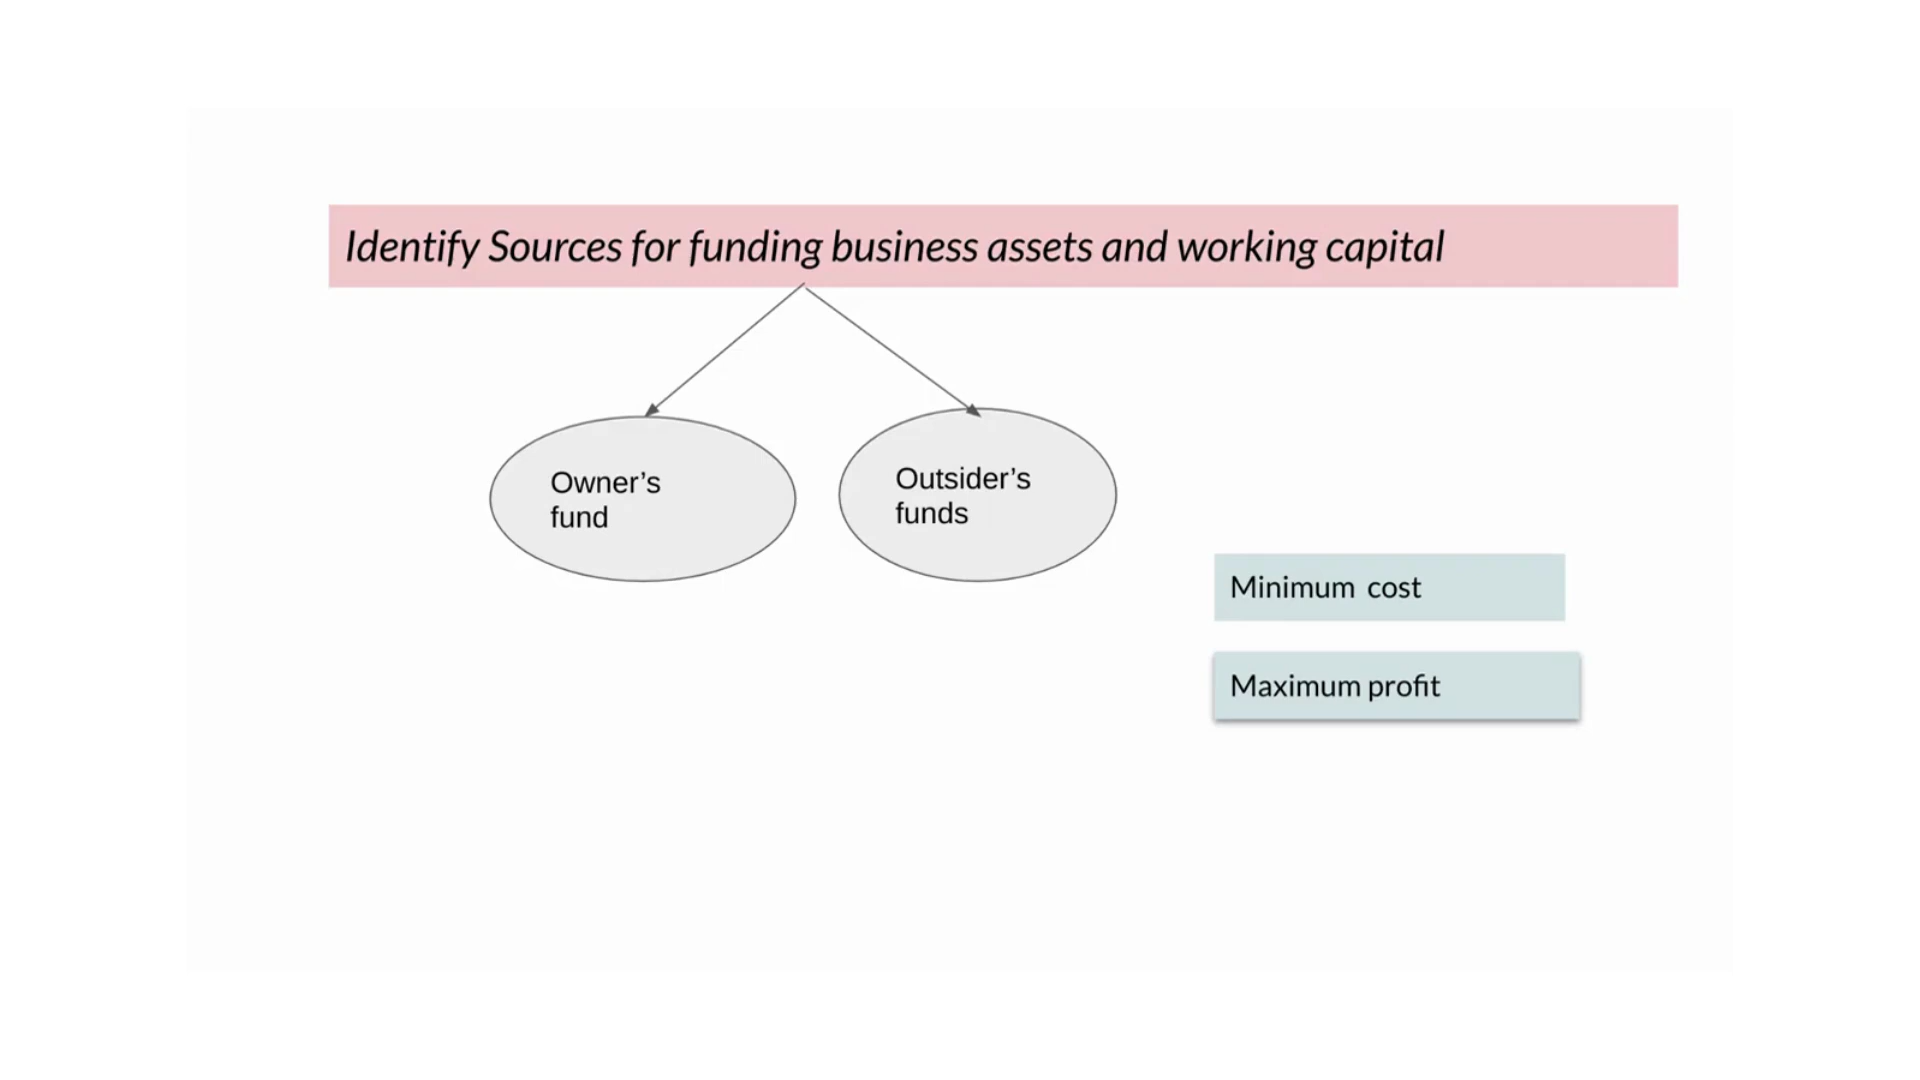 Identify Sources for funding business assets and working capital
Owner’s
fund
Outsider’s
funds
Minimum cost
Maximum profit